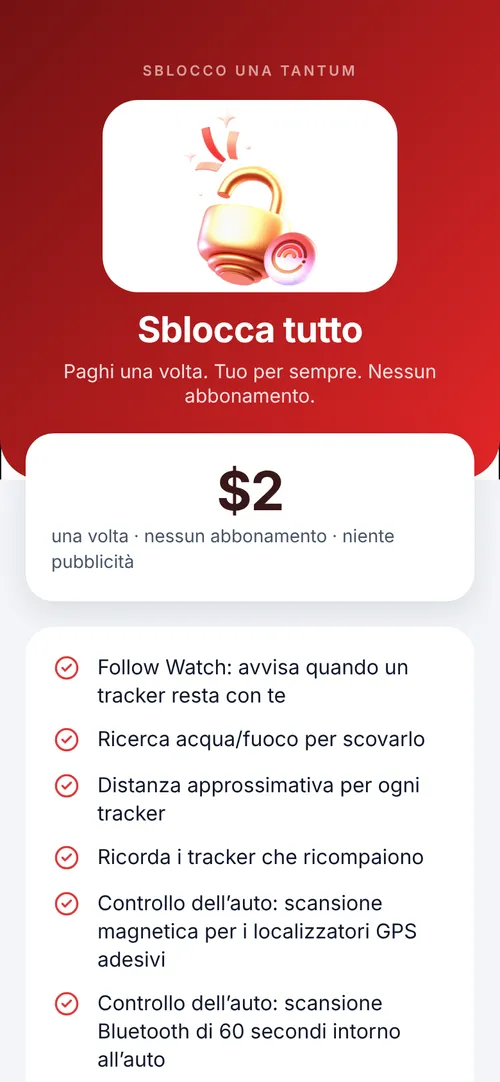 SBLOCCO UNA TANTUM
Sblocca tutto
Paghi una volta. Tuo per sempre. Nessun
abbonamento.
$2
una volta · nessun abbonamento · niente
pubblicità
Follow Watch: avvisa quando un
tracker resta con te
Ricerca acqua/fuoco per scovarlo
Distanza approssimativa per ogni
tracker
Ricorda i tracker che ricompaiono
Controllo dell’auto: scansione
magnetica per i localizzatori GPS
adesivi
Controllo dell’auto: scansione
Bluetooth di 60 secondi intorno
all’auto